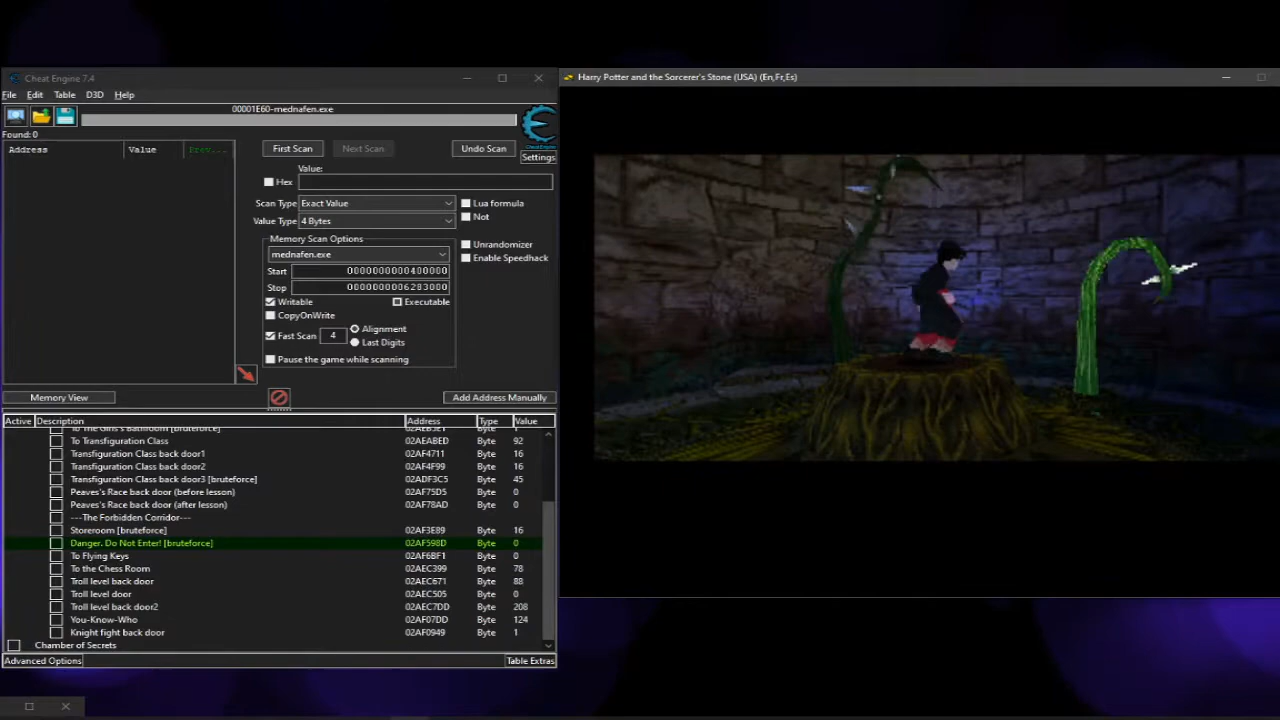 Cheat Engine 7.4
File Edit Table D3D Help
00001E60-mednafen.exe
Found: 0
Address Value Prev...
First Scan Next Scan Undo Scan
Settings
Value:
Hex
Scan Type Exact Value Lua formula
Not
Value Type 4 Bytes
Memory Scan Options
mednafen.exe
Unrandomizer
Enable Speedhack
Start 0000000000400000
Stop 0000000006283000
Writable Executable
CopyOnWrite
Fast Scan 4 Alignment
Last Digits
Pause the game while scanning
Memory View Add Address Manually
Active Description Address Type Value
To The Girl's Bathroom [bruteforce] Byte
To Transfiguration Class 02AEABED Byte 92
Transfiguration Class back door1 02AF4711 Byte 16
Transfiguration Class back door2 02AF4F99 Byte 16
Transfiguration Class back door3 [bruteforce] 02ADF3C5 Byte 45
Peaves's Race back door (before lesson) 02AF75D5 Byte 0
Peaves's Race back door (after lesson) 02AF78AD Byte 0
---The Forbidden Corridor---
Storeroom [bruteforce] 02AF3E89 Byte 16
Danger. Do Not Enter! [bruteforce] 02AF598D Byte 0
To Flying Keys 02AF6BF1 Byte 0
To the Chess Room 02AEC399 Byte 78
Troll level back door 02AEC671 Byte 88
Troll level door 02AEC505 Byte 0
Troll level back door2 02AEC7DD Byte 208
You-Know-Who 02AF07DD Byte 124
Knight fight back door 02AF0949 Byte 1
Chamber of Secrets
Advanced Options Table Extras
Harry Potter and the Sorcerer's Stone (USA) (En,Fr,Es)